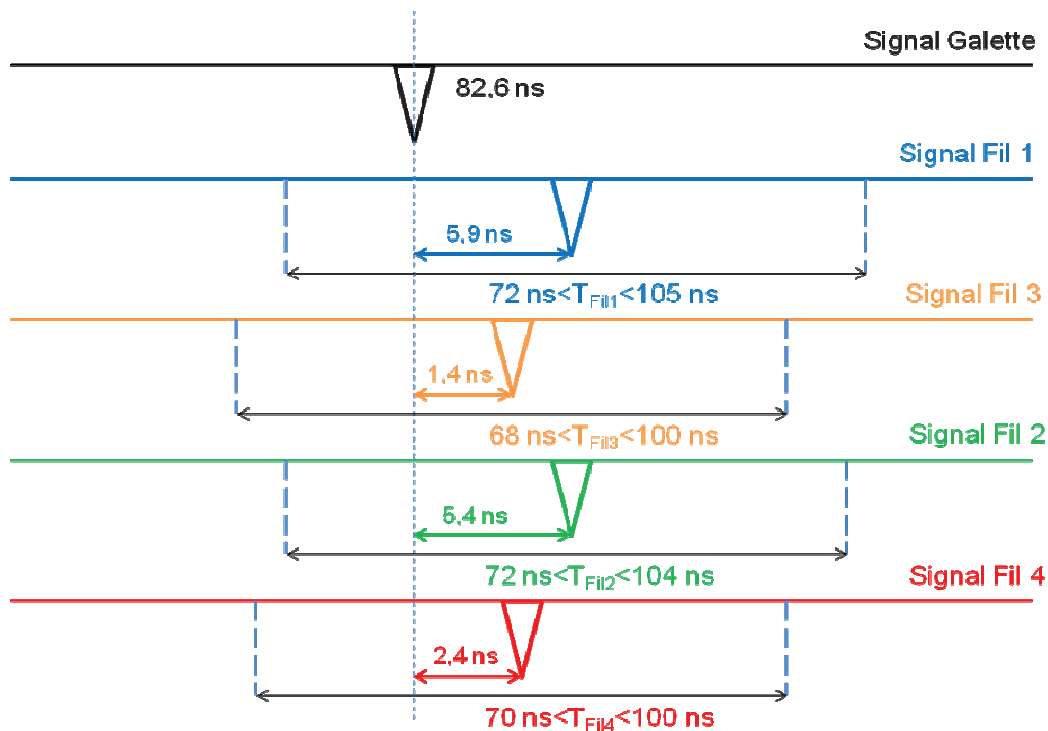 Signal Galette
82,6 ns
Signal Fil 1
5,9 ns
72 ns<TFil1<105 ns
Signal Fil 3
1,4 ns
68 ns<TFil3<100 ns
Signal Fil 2
5,4 ns
72 ns<TFil2<104 ns
Signal Fil 4
2,4 ns
70 ns<TFil4<100 ns